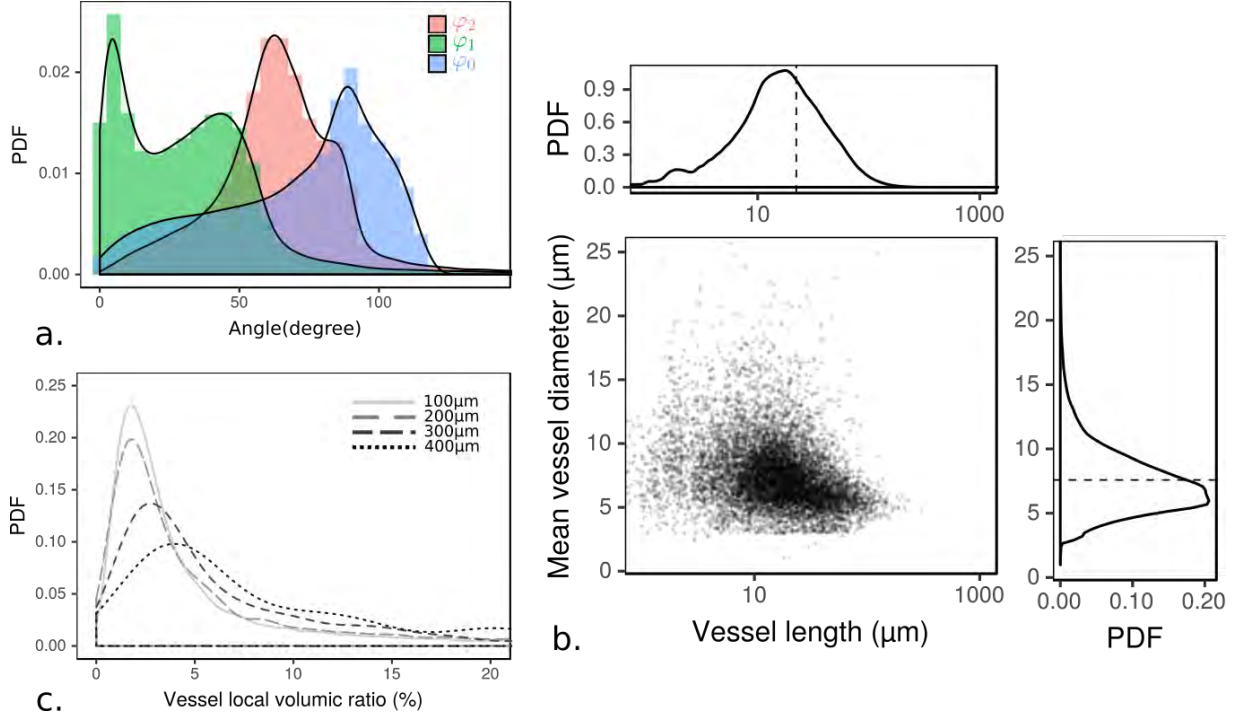 φ2
φ1
φ0
0.02
0.01
0.00
PDF
0 50 100
Angle(degree)
a.
0.25
0.20
0.15
0.10
0.05
0.00
PDF
100µm
200µm
300µm
400µm
0 5 10 15 20
Vessel local volumic ratio (%)
c.
PDF
0.9
0.6
0.3
0.0
10 1000
Mean vessel diameter (µm)
25
20
15
10
5
0
10 1000
Vessel length (µm)
b.
25
20
15
10
5
0
0.00 0.10 0.20
PDF